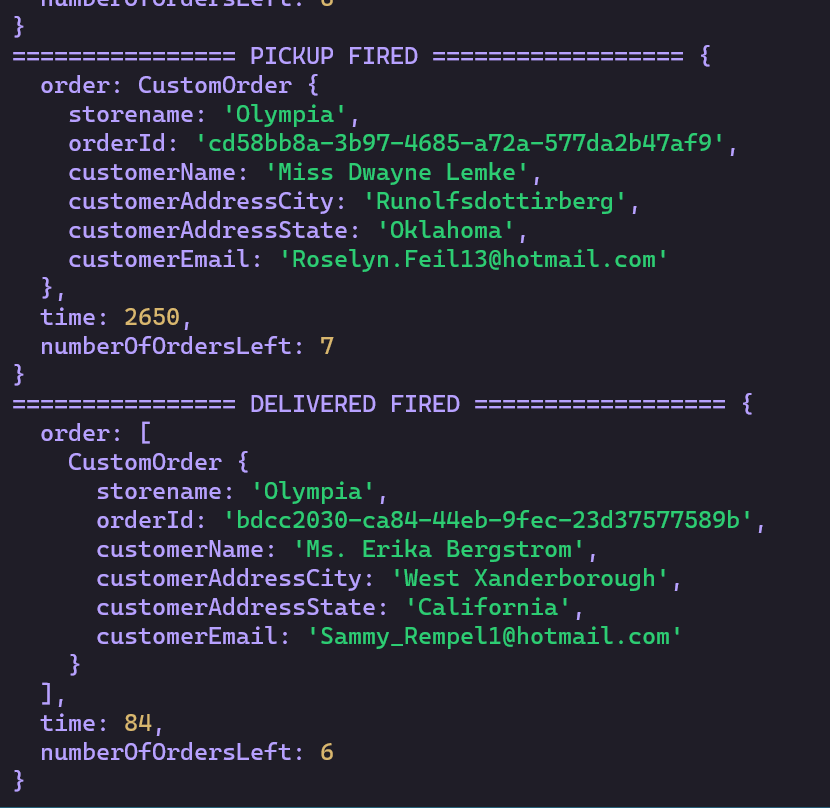 numberOfOrdersLeft: 8
}
================ PICKUP FIRED ================== {
  order: CustomOrder {
    storename: 'Olympia',
    orderId: 'cd58bb8a-3b97-4685-a72a-577da2b47af9',
    customerName: 'Miss Dwayne Lemke',
    customerAddressCity: 'Runolfsdottirberg',
    customerAddressState: 'Oklahoma',
    customerEmail: 'Roselyn.Feil13@hotmail.com'
  },
  time: 2650,
  numberOfOrdersLeft: 7
}
================ DELIVERED FIRED ================== {
  order: [
    CustomOrder {
      storename: 'Olympia',
      orderId: 'bdcc2030-ca84-44eb-9fec-23d37577589b',
      customerName: 'Ms. Erika Bergstrom',
      customerAddressCity: 'West Xanderborough',
      customerAddressState: 'California',
      customerEmail: 'Sammy_Rempel1@hotmail.com'
    }
  ],
  time: 84,
  numberOfOrdersLeft: 6
}